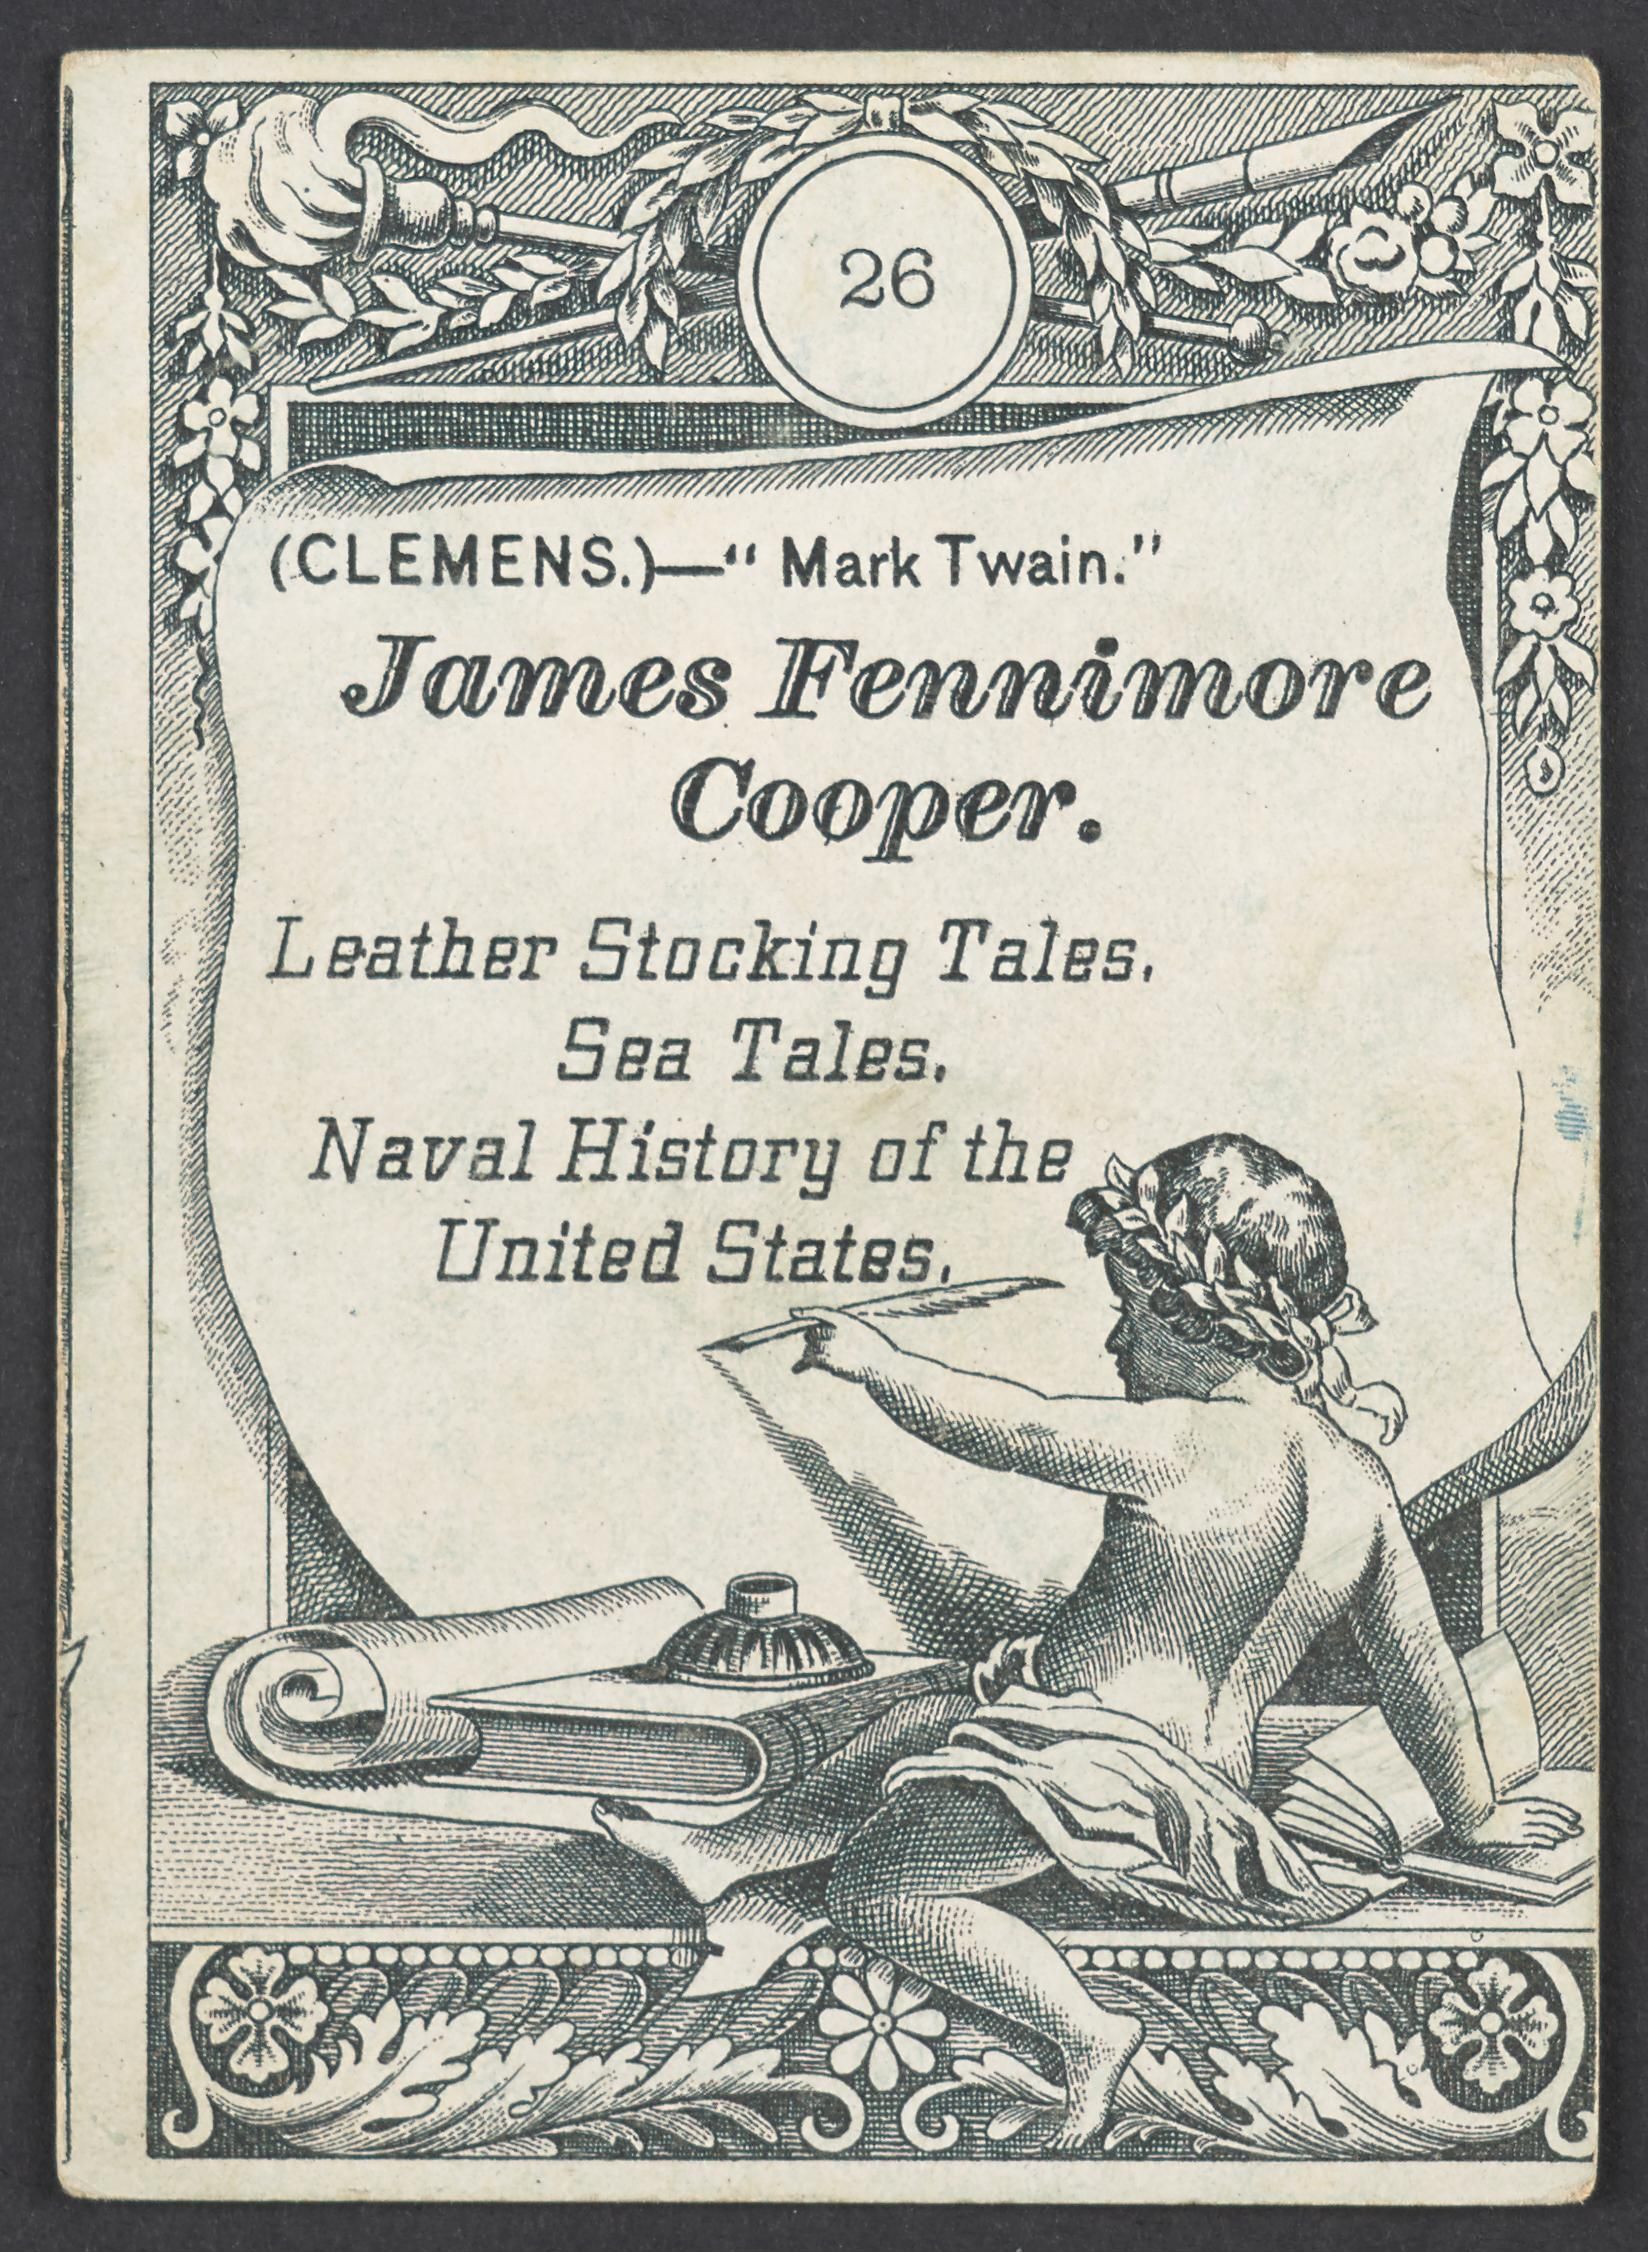 26
(CLEMENS.)—“ Mark Twain.”
James Fennimore
Cooper.
Leather Stocking Tales.
Sea Tales.
Naval History of the
United States.